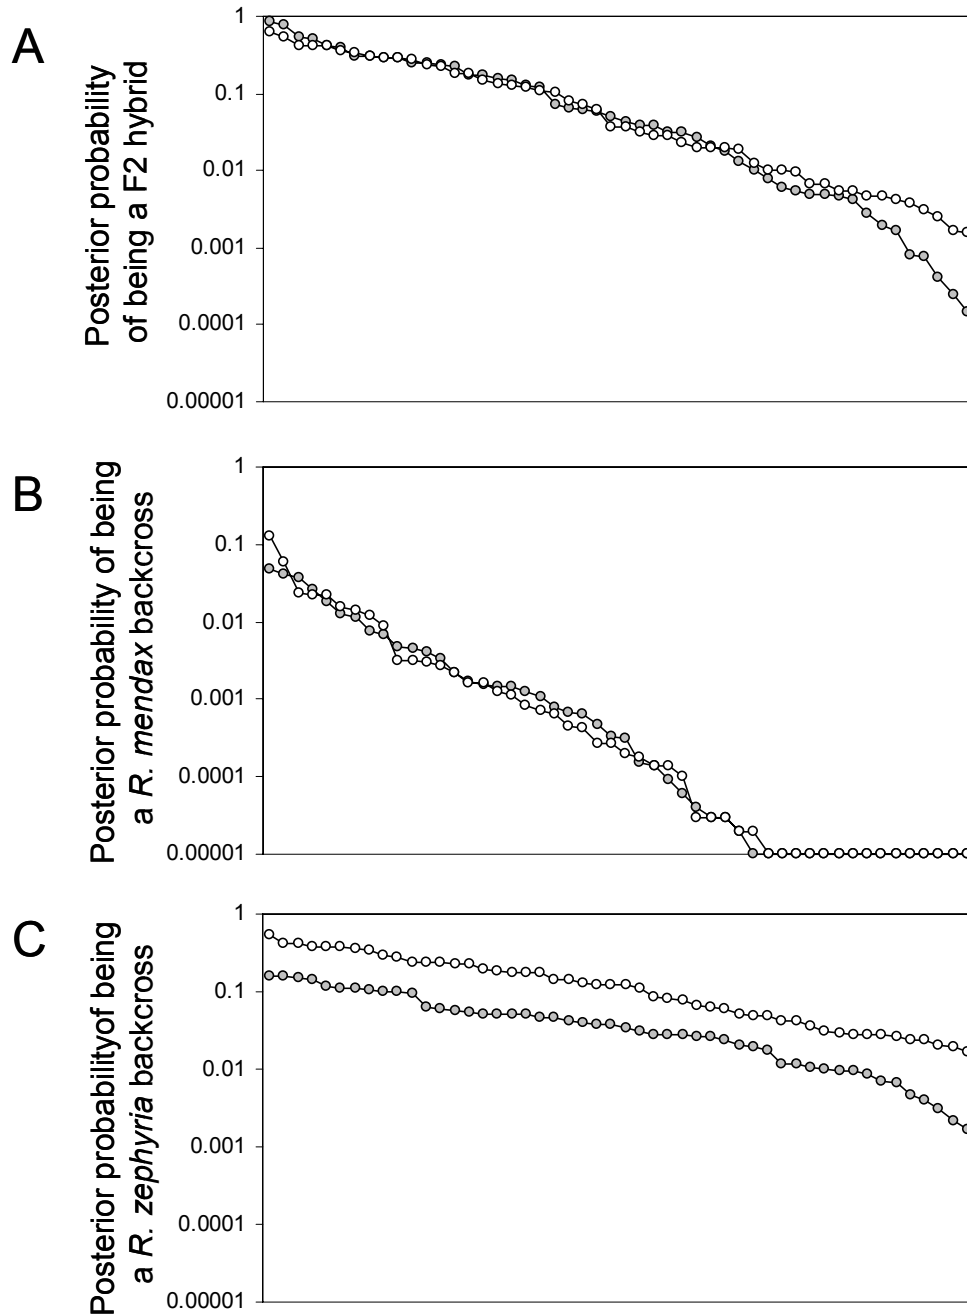 A
Posterior probability
of being a F2 hybrid
1
0.1
0.01
0.001
0.0001
0.00001
B
Posterior probability of being
a R. mendax backcross
1
0.1
0.01
0.001
0.0001
0.00001
C
Posterior probabilityof being
a R. zephyria backcross
1
0.1
0.01
0.001
0.0001
0.00001